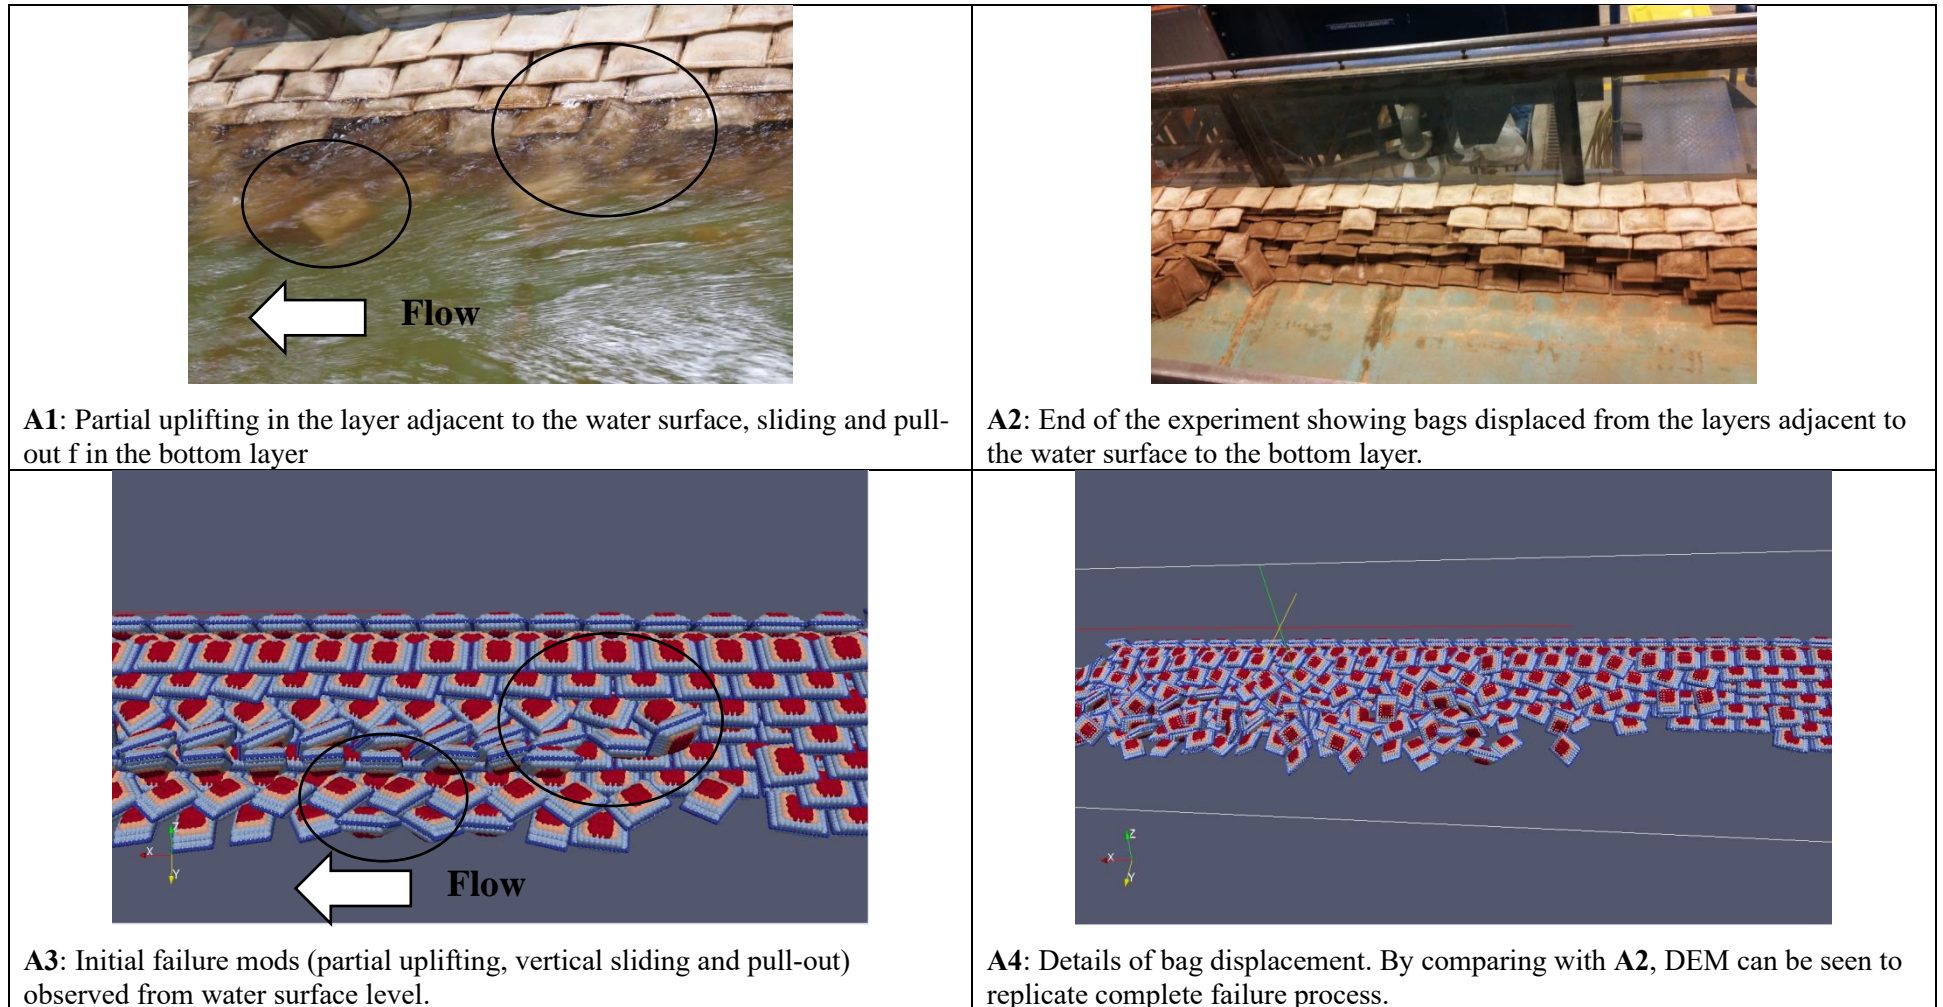 Flow
A1: Partial uplifting in the layer adjacent to the water surface, sliding and pull-
out f in the bottom layer
A2: End of the experiment showing bags displaced from the layers adjacent to
the water surface to the bottom layer.
X
Z
Y
Flow
A3: Initial failure mods (partial uplifting, vertical sliding and pull-out)
observed from water surface level.
Z
X
Y
A4: Details of bag displacement. By comparing with A2, DEM can be seen to
replicate complete failure process.